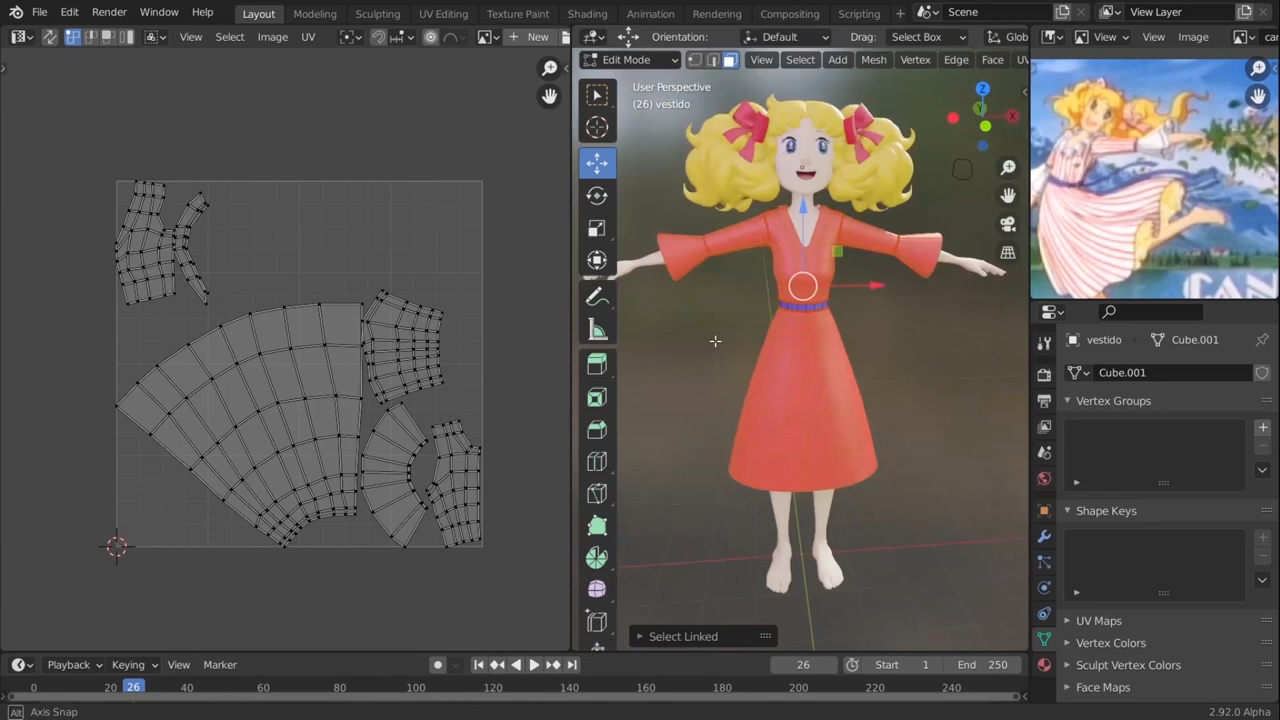 File Edit Render Window Help Layout Modeling Sculpting UV Editing Texture Paint Shading Animation Rendering Compositing Scripting + Scene View Layer
View Select Image UV + New
Orientation: Default Drag: Select Box Glob
View View Image car
Edit Mode View Select Add Mesh Vertex Edge Face UV
User Perspective
(26) vestido
Z
Y
X
CAN
vestido Cube.001
Cube.001
Vertex Groups
Shape Keys
UV Maps
Vertex Colors
Sculpt Vertex Colors
Face Maps
Select Linked
Playback Keying View Marker 26 Start 1 End 250
0 20 26 40 60 80 100 120 140 160 180 200 220 240
Alt Axis Snap 2.92.0 Alpha